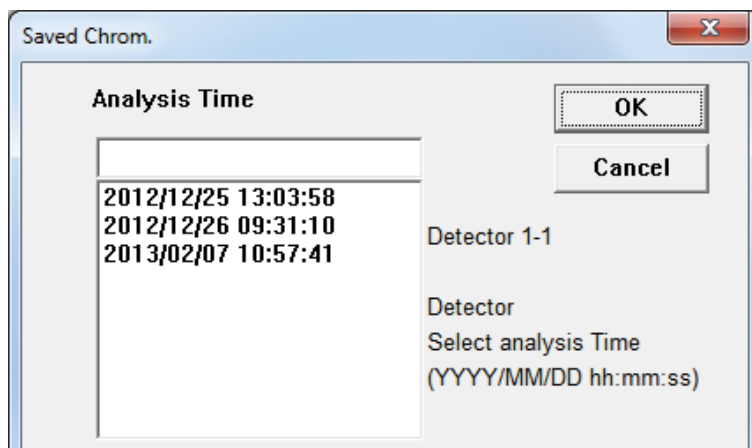 Saved Chrom.
Analysis Time
OK
Cancel
2012/12/25 13:03:58
2012/12/26 09:31:10
2013/02/07 10:57:41
Detector 1-1
Detector
Select analysis Time
(YYYY/MM/DD hh:mm:ss)